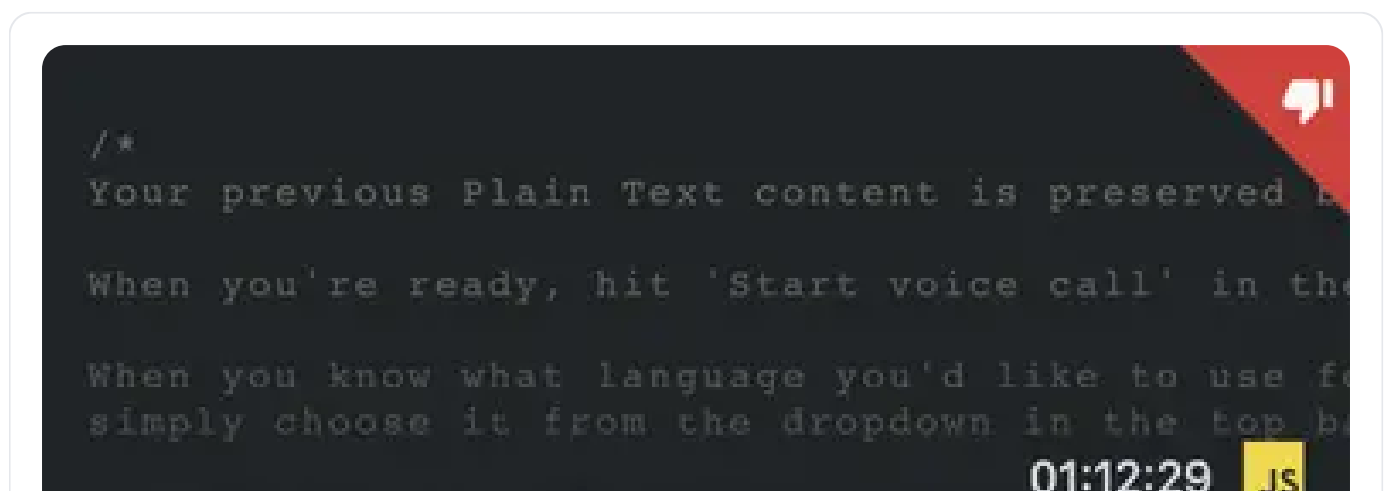 /*
Your previous Plain Text content is preserved
When you're ready, hit 'Start voice call' in the
When you know what language you'd like to use
simply choose it from the dropdown in the top
01:12:29 JS